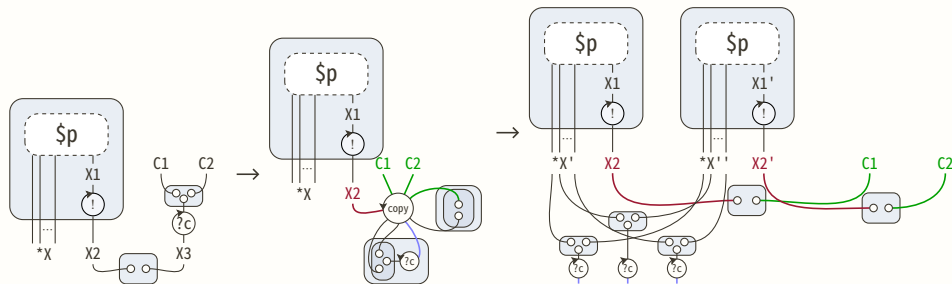 $p
X1
!
...
*X
X2
C1
C2
?c
X3
→
$p
X1
!
...
*X
X2
C1
C2
copy
?c
→
$p
X1
!
...
*X'
X2
$p
X1'
!
...
*X''
X2'
C1
C2
?c
?c
?c